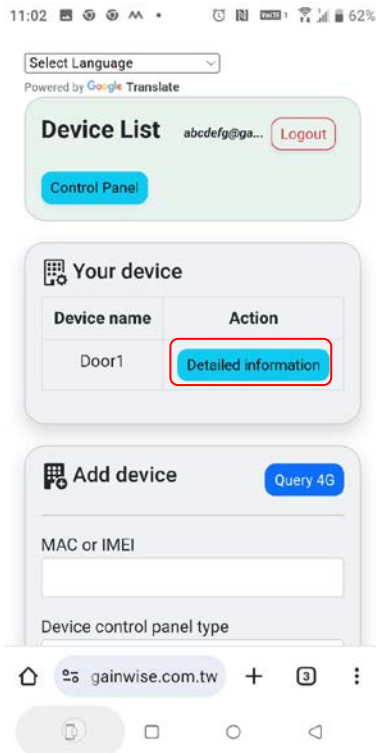 11:02 62%
Select Language
Powered by Google Translate
Device List abcdefg@ga... Logout
Control Panel
Your device
Device name Action
Door1 Detailed information
Add device Query 4G
MAC or IMEI
Device control panel type
gainwise.com.tw 3